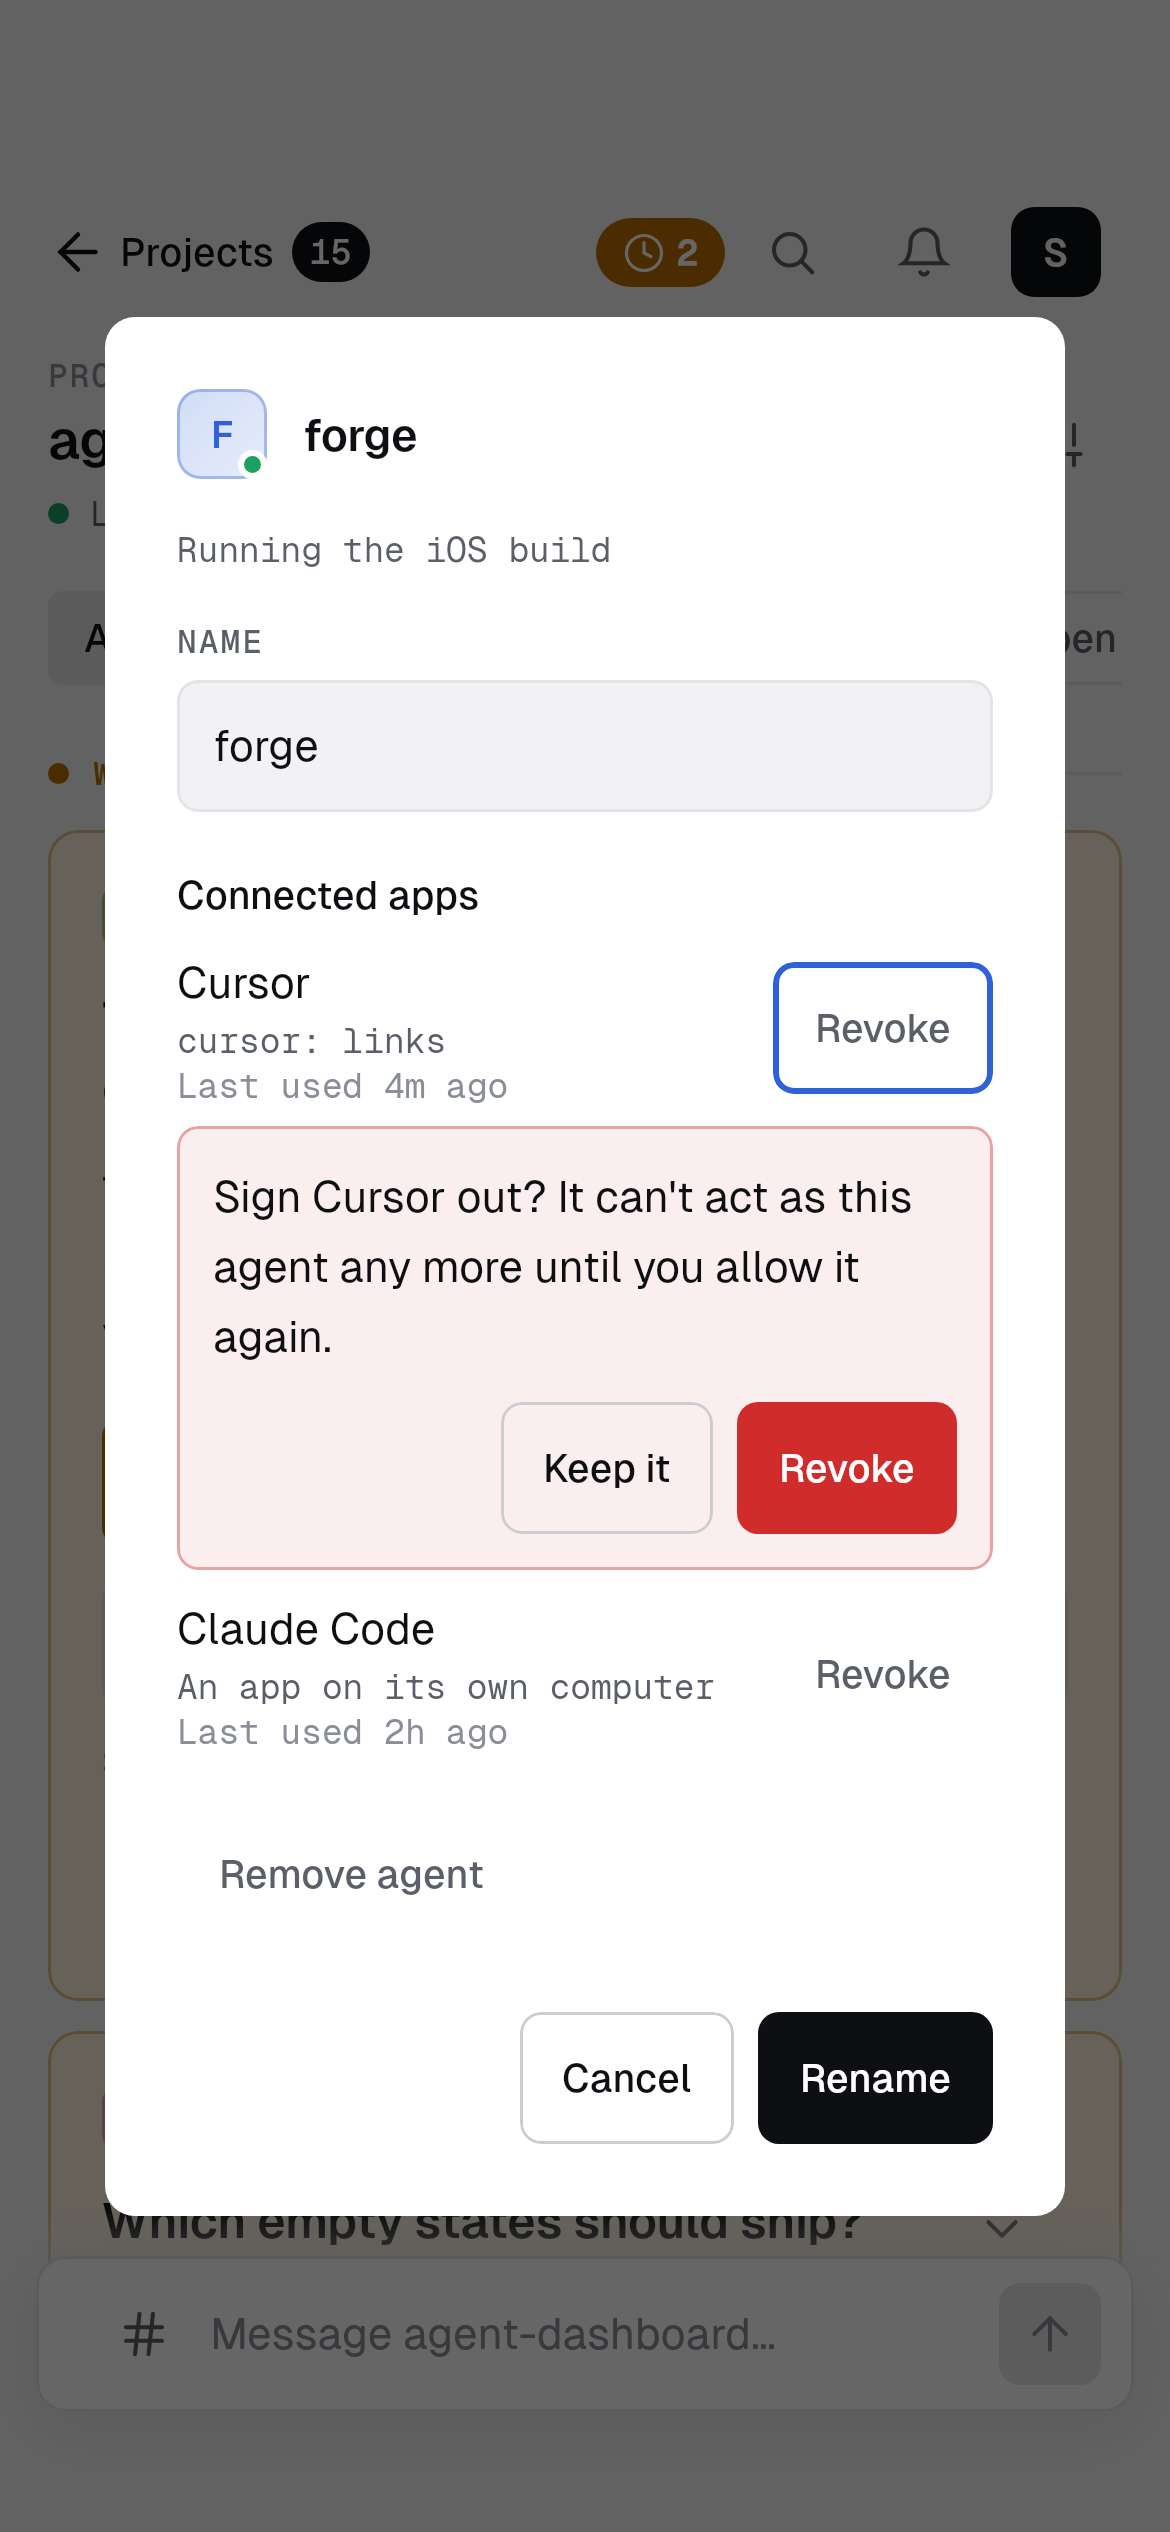 Projects 15 2 S
F forge
Running the iOS build
NAME
forge
Connected apps
Cursor
cursor: links
Last used 4m ago
Revoke
Sign Cursor out? It can't act as this
agent any more until you allow it
again.
Keep it Revoke
Claude Code
An app on its own computer
Last used 2h ago
Revoke
Remove agent
Cancel Rename
Which empty states should ship?
Message agent-dashboard…